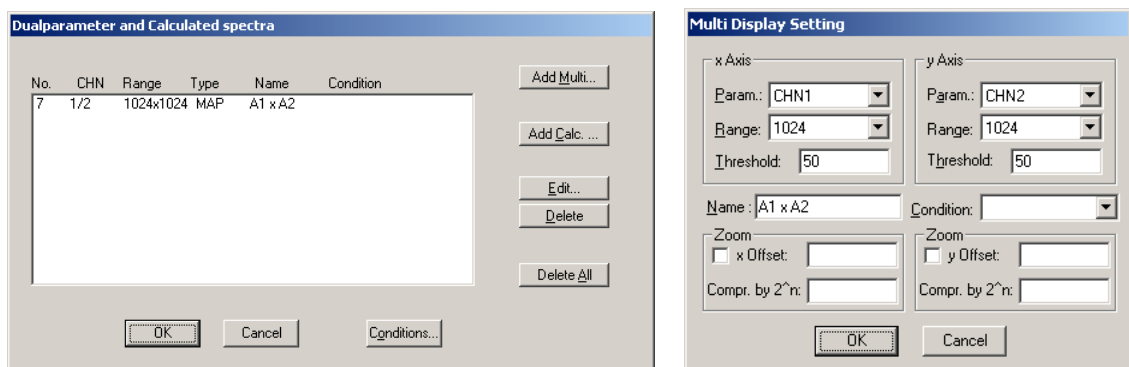 Dualparameter and Calculated spectra
No. CHN Range Type Name Condition
7 1/2 1024x1024 MAP A1 x A2
Add Multi...
Add Calc. ...
Edit...
Delete
Delete All
OK Cancel Conditions...
Multi Display Setting
x Axis
Param.: CHN1
Range: 1024
Threshold: 50
y Axis
Param.: CHN2
Range: 1024
Threshold: 50
Name : A1 x A2 Condition:
Zoom
x Offset:
Compr. by 2^n:
Zoom
y Offset:
Compr. by 2^n:
OK Cancel